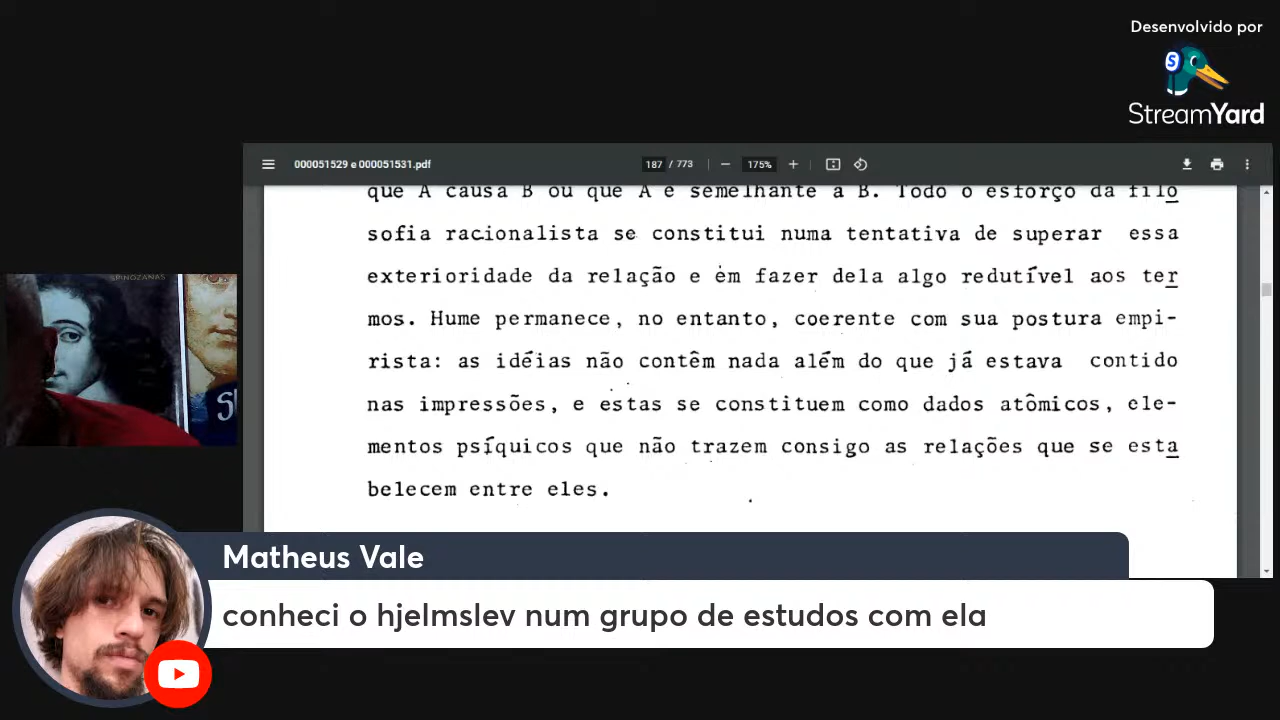 Desenvolvido por
StreamYard
000051529 e 000051531.pdf
187 / 773
175%
que A causa B ou que A é semelhante a B. Todo o esforço da filo
sofia racionalista se constitui numa tentativa de superar essa
exterioridade da relação e em fazer dela algo redutível aos ter
mos. Hume permanece, no entanto, coerente com sua postura empi-
rista: as idéias não contêm nada além do que já estava contido
nas impressões, e estas se constituem como dados atômicos, ele-
mentos psíquicos que não trazem consigo as relações que se esta
belecem entre eles.
SPINOZANAS
Matheus Vale
conheci o hjelmslev num grupo de estudos com ela